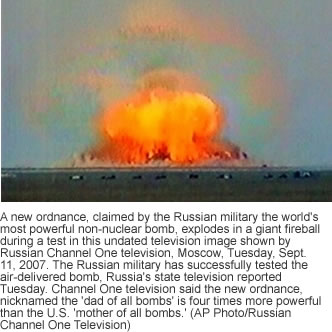 A new ordnance, claimed by the Russian military the world's
most powerful non-nuclear bomb, explodes in a giant fireball
during a test in this undated television image shown by
Russian Channel One television, Moscow, Tuesday, Sept.
11, 2007. The Russian military has successfully tested the
air-delivered bomb, Russia's state television reported
Tuesday. Channel One television said the new ordnance,
nicknamed the 'dad of all bombs' is four times more powerful
than the U.S. 'mother of all bombs.' (AP Photo/Russian
Channel One Television)